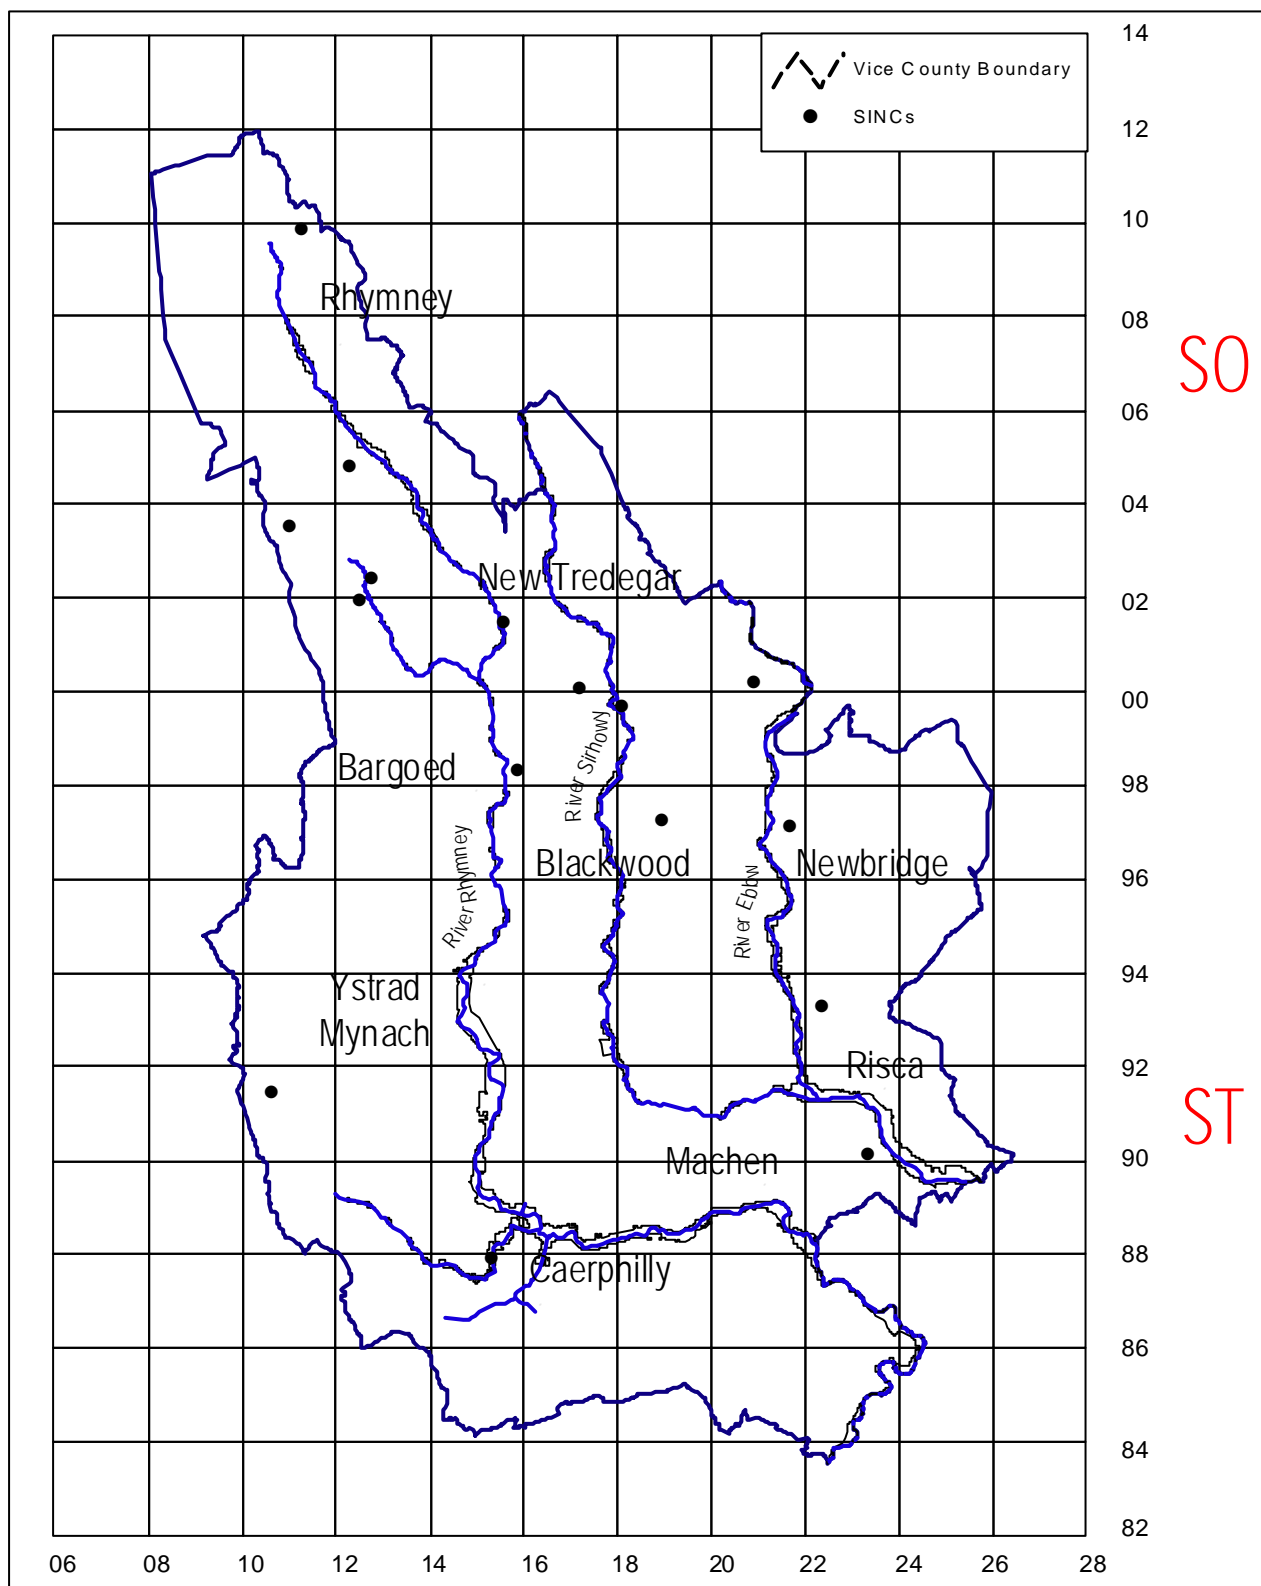 14
Vice County Boundary
SINCs
12
10
Rhymney
08
SO
06
04
New Tredegar
02
00
River Sirhowy
Bargoed
98
River Rhymney
Blackwood
River Ebbw
Newbridge
96
94
Ystrad
Mynach
Risca
92
ST
Machen
90
88
Caerphilly
86
84
82
06 08 10 12 14 16 18 20 22 24 26 28